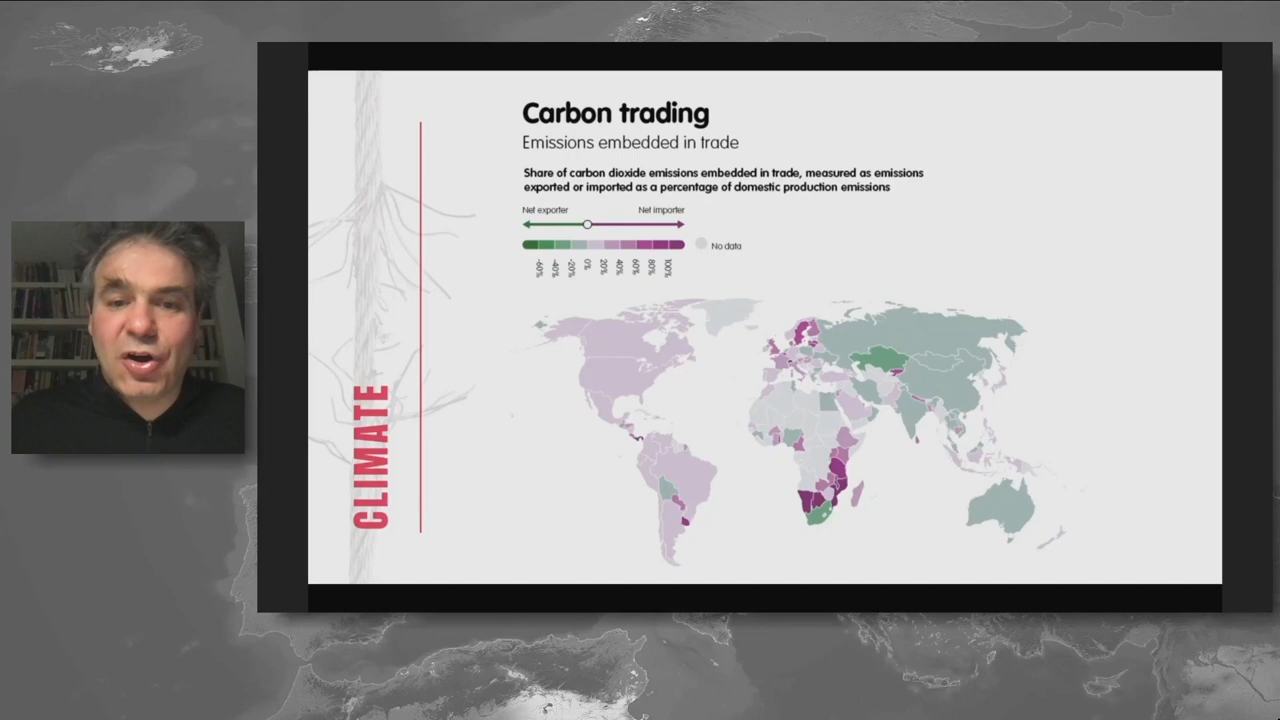 Carbon trading
Emissions embedded in trade
Share of carbon dioxide emissions embedded in trade, measured as emissions
exported or imported as a percentage of domestic production emissions
Net exporter Net importer
-60% -40% -20% 0% 20% 40% 60% 80% 100%
No data
CLIMATE